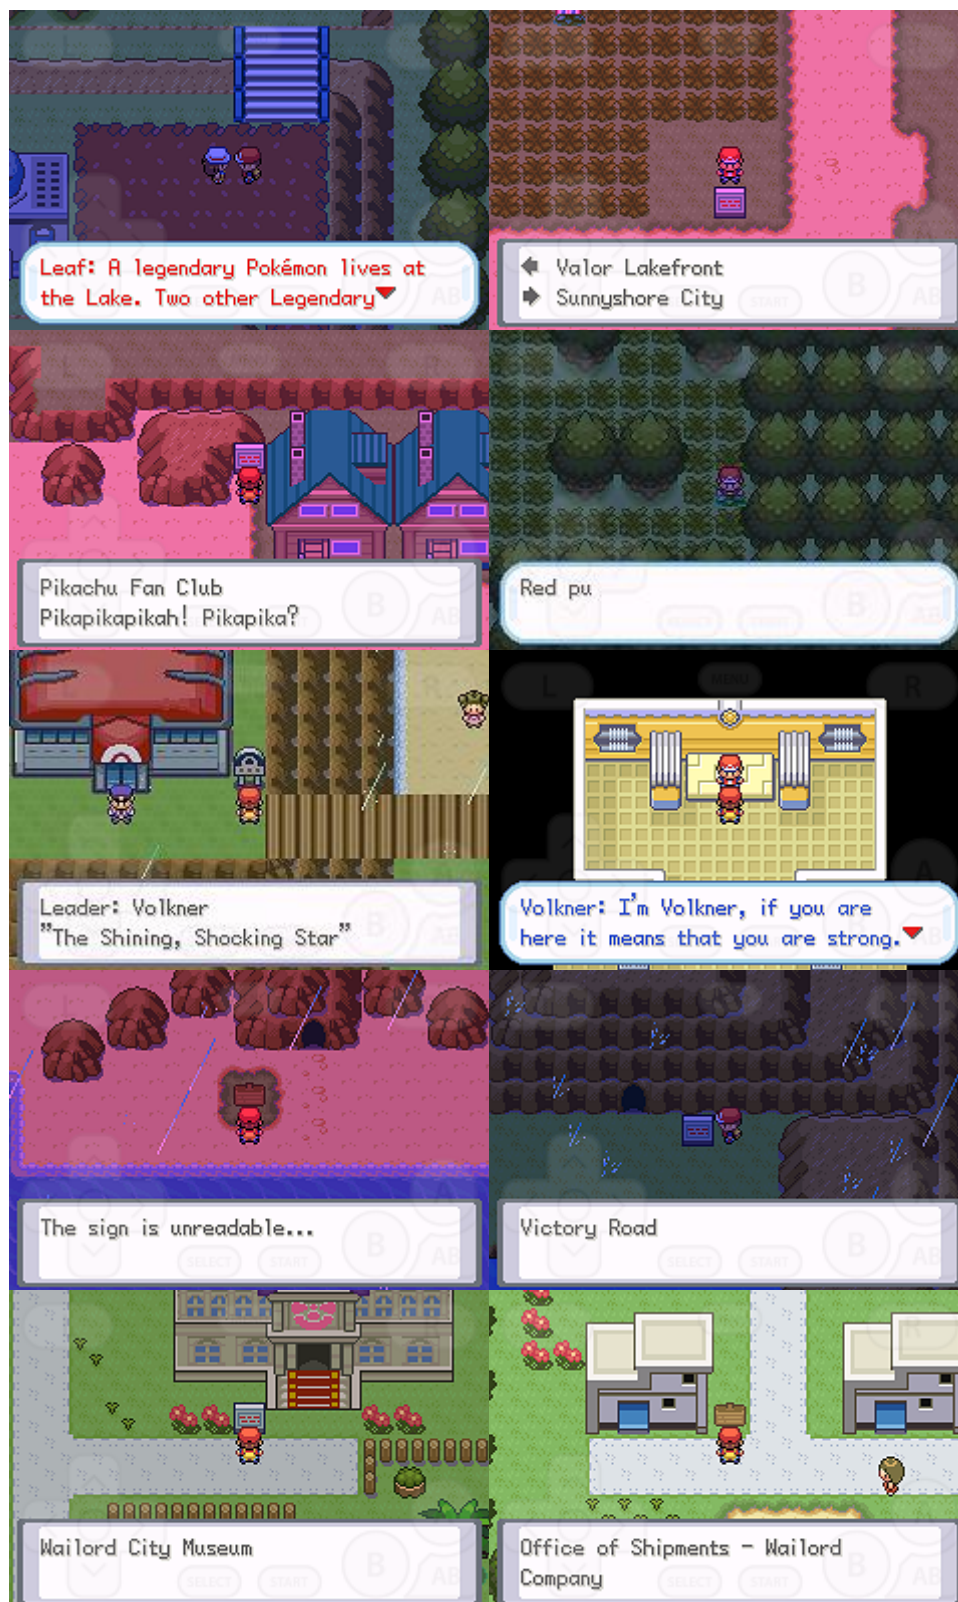 Leaf: A legendary Pokémon lives at
the Lake. Two other Legendary
Valor Lakefront
Sunnyshore City
Pikachu Fan Club
Pikapikapikah! Pikapika?
Red pu
Leader: Volkner
"The Shining, Shocking Star"
Volkner: I'm Volkner, if you are
here it means that you are strong.
The sign is unreadable...
Victory Road
Wailord City Museum
Office of Shipments - Wailord
Company